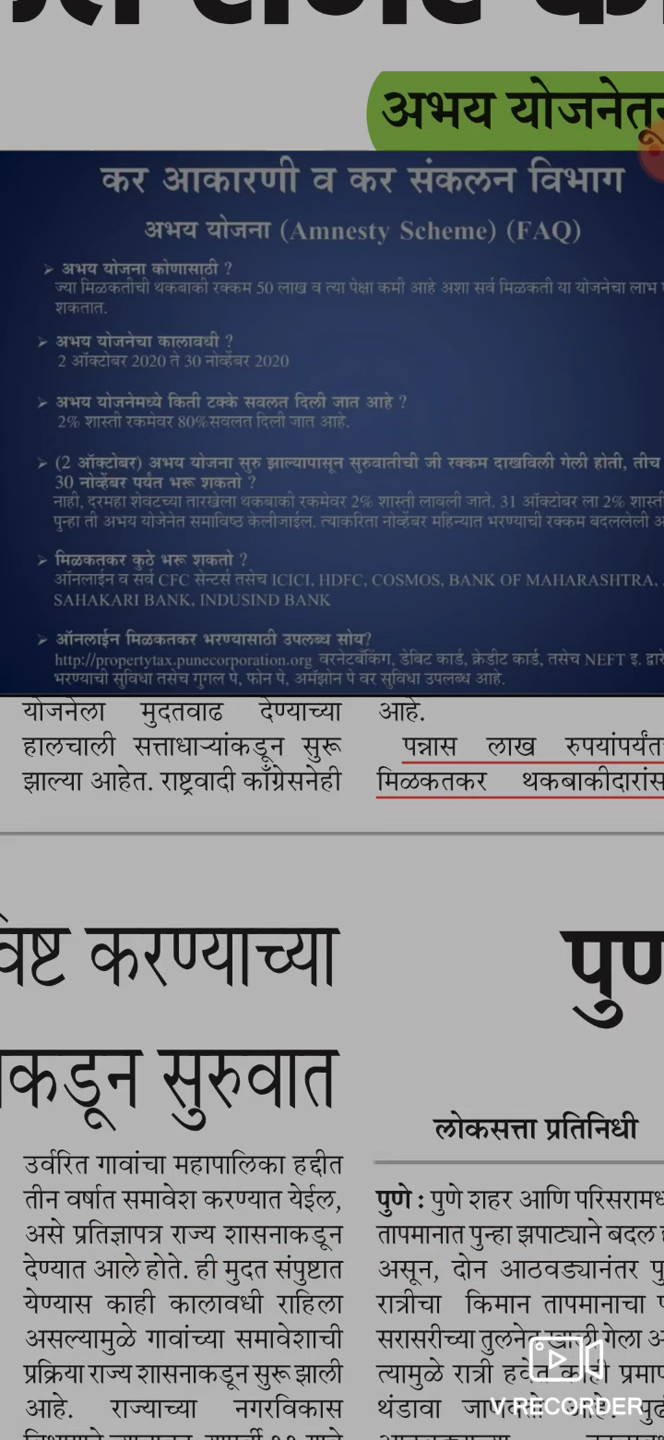 अभय योजनेतून
कर आकारणी व कर संकलन विभाग
अभय योजना (Amnesty Scheme) (FAQ)
➢ अभय योजना कोणासाठी ?
ज्या मिळकतीची थकबाकी रक्कम 50 लाख व त्या पेक्षा कमी आहे अशा सर्व मिळकती या योजनेचा लाभ
शकतात.
➢ अभय योजनेचा कालावधी ?
2 ऑक्टोबर 2020 ते 30 नोव्हेंबर 2020
➢ अभय योजनेमध्ये किती टक्के सवलत दिली जात आहे ?
2% शास्ती रकमेवर 80%सवलत दिली जात आहे.
➢ (2 ऑक्टोबर) अभय योजना सुरु झाल्यापासून सुरुवातीची जी रक्कम दाखविली गेली होती, तीच
30 नोव्हेंबर पर्यंत भरू शकतो ?
नाही, दरमहा शेवटच्या तारखेला थकबाकी रकमेवर 2% शास्ती लावली जाते. 31 ऑक्टोबर ला 2%
पुन्हा ती अभय योजेनेत समाविष्ठ केलीजाईल. त्याकरिता नोव्हेंबर महिन्यात भरण्याची रक्कम बदललेली
➢ मिळकतकर कुठे भरू शकतो ?
ऑनलाईन व सर्व CFC सेन्टर्स तसेच ICICI, HDFC, COSMOS, BANK OF MAHARASHTRA,
SAHAKARI BANK, INDUSIND BANK
➢ ऑनलाईन मिळकतकर भरण्यासाठी उपलब्ध सोय?
http://propertytax.punecorporation.org वरनेटबँकिंग, डेबिट कार्ड, क्रेडीट कार्ड, तसेच NEFT इ. द्वारे
भरण्याची सुविधा तसेच गुगल पे, फोन पे, अमॅझोन पे वर सुविधा उपलब्ध आहे.
योजनेला मुदतवाढ देण्याच्या
हालचाली सत्ताधाऱ्यांकडून सुरू
झाल्या आहेत. राष्ट्रवादी काँग्रेसनेही
आहे.
पन्नास लाख रुपयांपर्यंत
मिळकतकर थकबाकीदारांस
विष्ट करण्याच्या
कडून सुरुवात
उर्वरित गावांचा महापालिका हद्दीत
तीन वर्षात समावेश करण्यात येईल,
असे प्रतिज्ञापत्र राज्य शासनाकडून
देण्यात आले होते. ही मुदत संपुष्टात
येण्यास काही कालावधी राहिला
असल्यामुळे गावांच्या समावेशाची
प्रक्रिया राज्य शासनाकडून सुरू झाली
आहे. राज्याच्या नगरविकास
पुण
लोकसत्ता प्रतिनिधी
पुणे : पुणे शहर आणि परिसरामध
तापमानात पुन्हा झपाट्याने बदल
असून, दोन आठवड्यानंतर
रात्रीचा किमान तापमानाचा
सरासरीच्या तुलनेत खाली गेला
त्यामुळे रात्री हवेत काही
थंडावा आहे.
V RECORDER